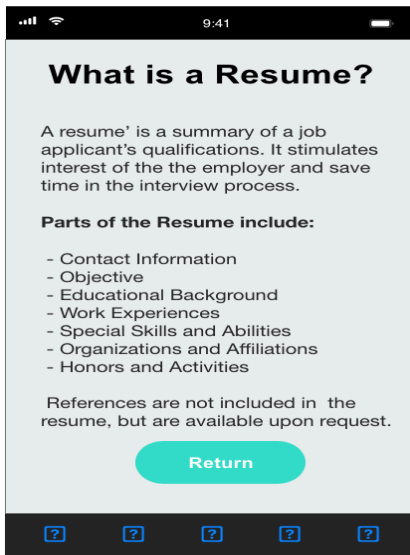 9:41
What is a Resume?
A resume’ is a summary of a job
applicant’s qualifications. It stimulates
interest of the the employer and save
time in the interview process.
Parts of the Resume include:
- Contact Information
- Objective
- Educational Background
- Work Experiences
- Special Skills and Abilities
- Organizations and Affiliations
- Honors and Activities
References are not included in the
resume, but are available upon request.
Return
? ? ? ? ?